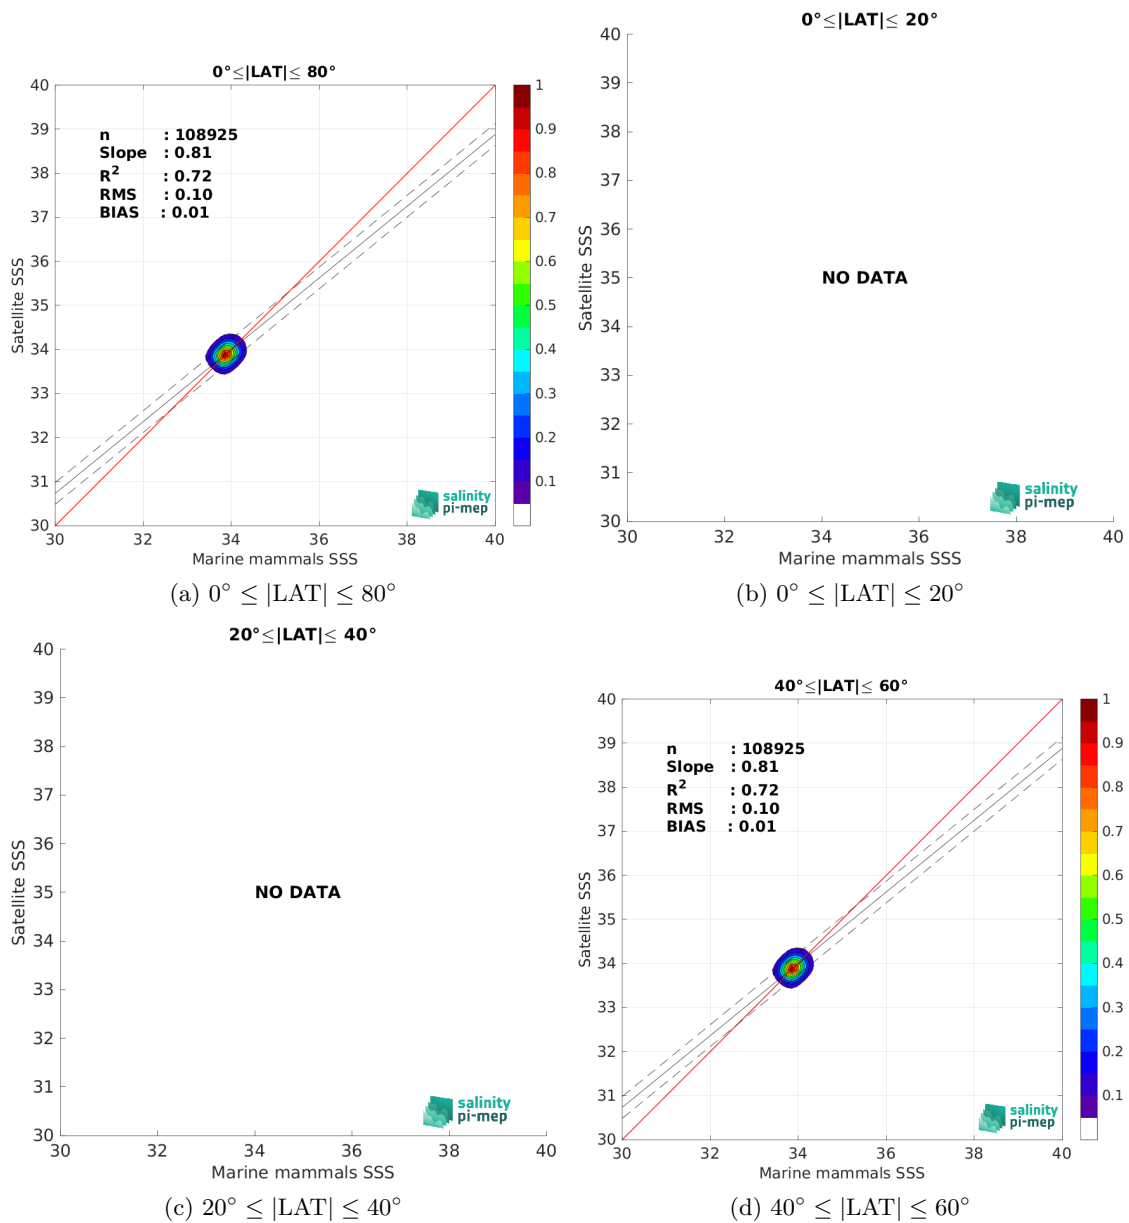 0°≤|LAT|≤ 80°
40
39
38
37
36
35
34
33
32
31
30
Satellite SSS
n : 108925
Slope : 0.81
R² : 0.72
RMS : 0.10
BIAS : 0.01
salinity
pi-mep
30 32 34 36 38 40
Marine mammals SSS
1
0.9
0.8
0.7
0.6
0.5
0.4
0.3
0.2
0.1
(a) 0° ≤ |LAT| ≤ 80°
0°≤|LAT|≤ 20°
40
39
38
37
36
35
34
33
32
31
30
Satellite SSS
NO DATA
salinity
pi-mep
30 32 34 36 38 40
Marine mammals SSS
(b) 0° ≤ |LAT| ≤ 20°
20°≤|LAT|≤ 40°
40
39
38
37
36
35
34
33
32
31
30
Satellite SSS
NO DATA
salinity
pi-mep
30 32 34 36 38 40
Marine mammals SSS
(c) 20° ≤ |LAT| ≤ 40°
40°≤|LAT|≤ 60°
40
39
38
37
36
35
34
33
32
31
30
Satellite SSS
n : 108925
Slope : 0.81
R² : 0.72
RMS : 0.10
BIAS : 0.01
salinity
pi-mep
30 32 34 36 38 40
Marine mammals SSS
1
0.9
0.8
0.7
0.6
0.5
0.4
0.3
0.2
0.1
(d) 40° ≤ |LAT| ≤ 60°